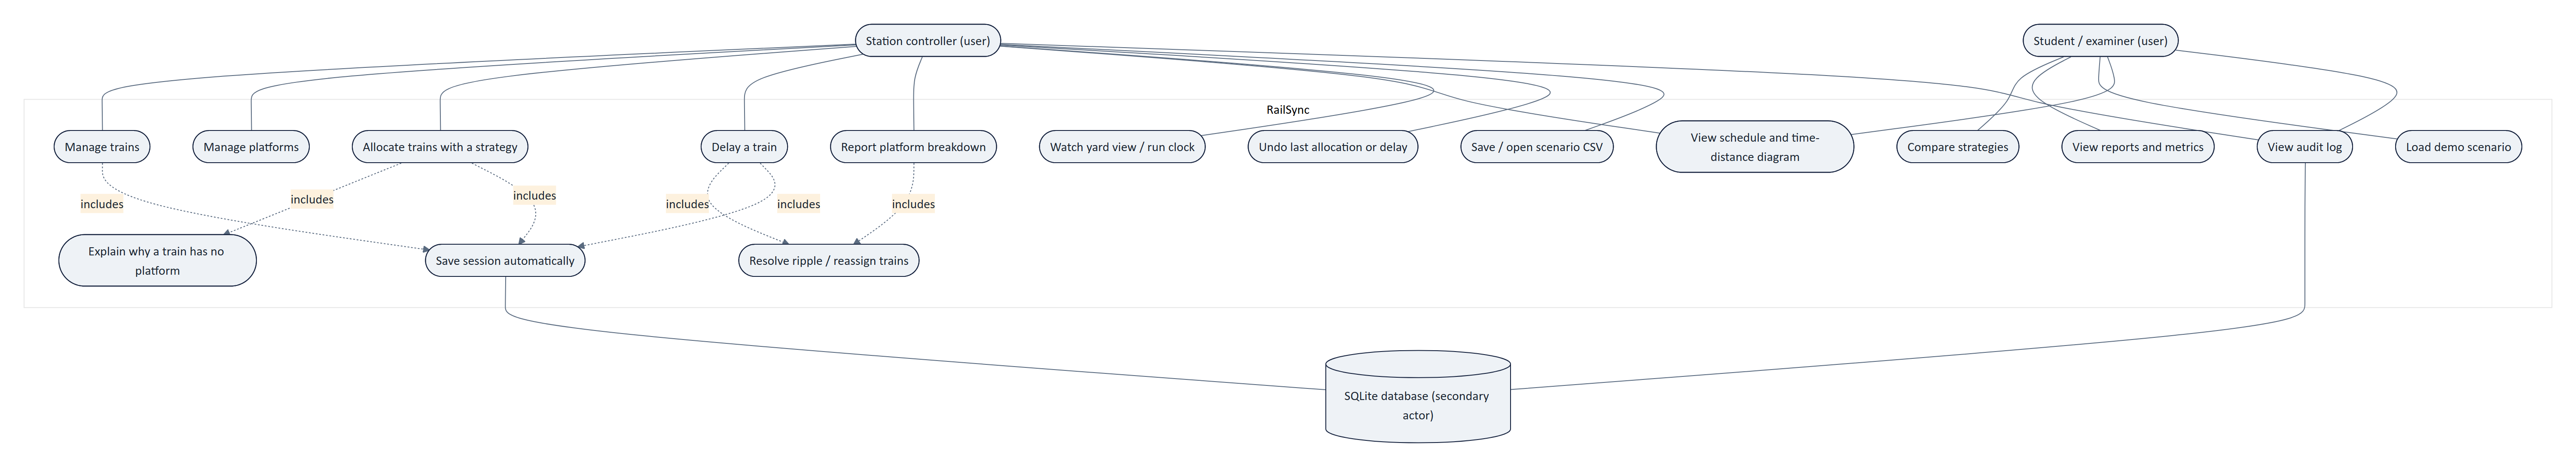 Station controller (user)
Student / examiner (user)
RailSync
Manage trains
Manage platforms
Allocate trains with a strategy
Delay a train
Report platform breakdown
Watch yard view / run clock
Undo last allocation or delay
Save / open scenario CSV
View schedule and time-
distance diagram
Compare strategies
View reports and metrics
View audit log
Load demo scenario
includes
includes
includes
includes
includes
includes
Explain why a train has no
platform
Save session automatically
Resolve ripple / reassign trains
SQLite database (secondary
actor)